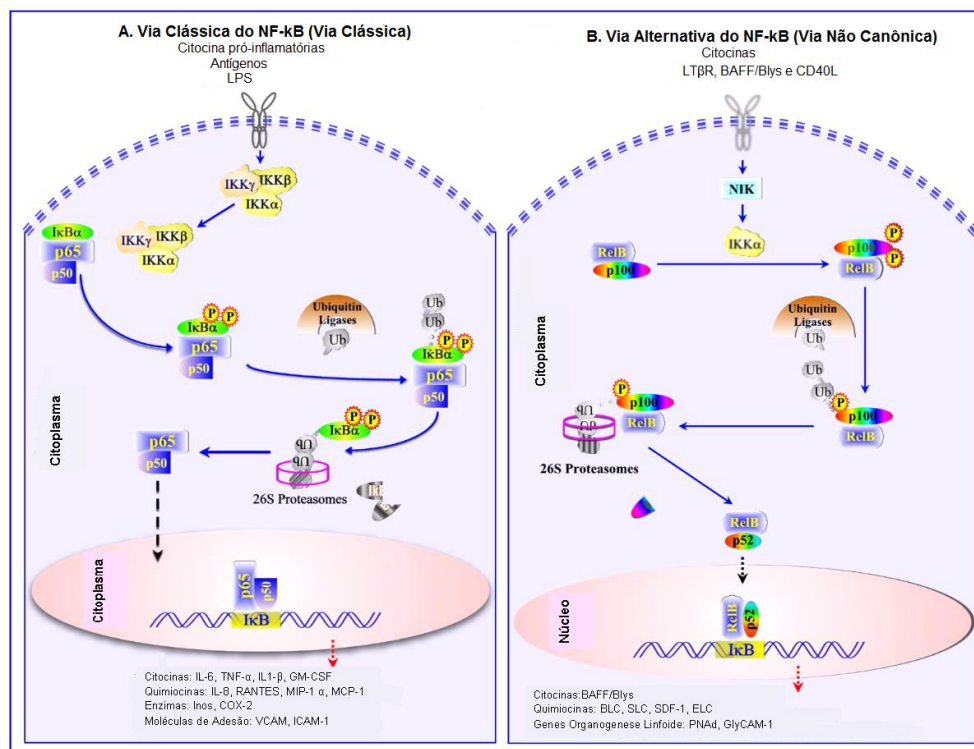 A. Via Clássica do NF-kB (Via Clássica)
Citocina pró-inflamatórias
Antígenos
LPS
IKKγ
IKKβ
IKKα
IKKγ
IKKβ
IKKα
IκBα
p65
p50
P P
IκBα
p65
p50
Ubiquitin
Ligases
Ub
Ub
Ub
P P
IκBα
p65
p50
P P
IκBα
Ub
Ub
26S Proteasomes
p65
p50
Citoplasma
Citoplasma
p65
p50
IκB
Citocinas: IL-6, TNF-α, IL1-β, GM-CSF
Quimiocinas: IL-8, RANTES, MIP-1 α, MCP-1
Enzimas: Inos, COX-2
Moléculas de Adesão: VCAM, ICAM-1
B. Via Alternativa do NF-kB (Via Não Canônica)
Citocinas
LTβR, BAFF/Blys e CD40L
NIK
IKKα
RelB
p100
P
p100
P
RelB
Ubiquitin
Ligases
Ub
Ub
Ub
P
p100
RelB
P
p100
RelB
Ub
Ub
26S Proteasomes
Citoplasma
RelB
p52
Núcleo
RelB
p52
IκB
Citocinas:BAFF/Blys
Quimiocinas: BLC, SLC, SDF-1, ELC
Genes Organogenese Linfoide: PNAd, GlyCAM-1